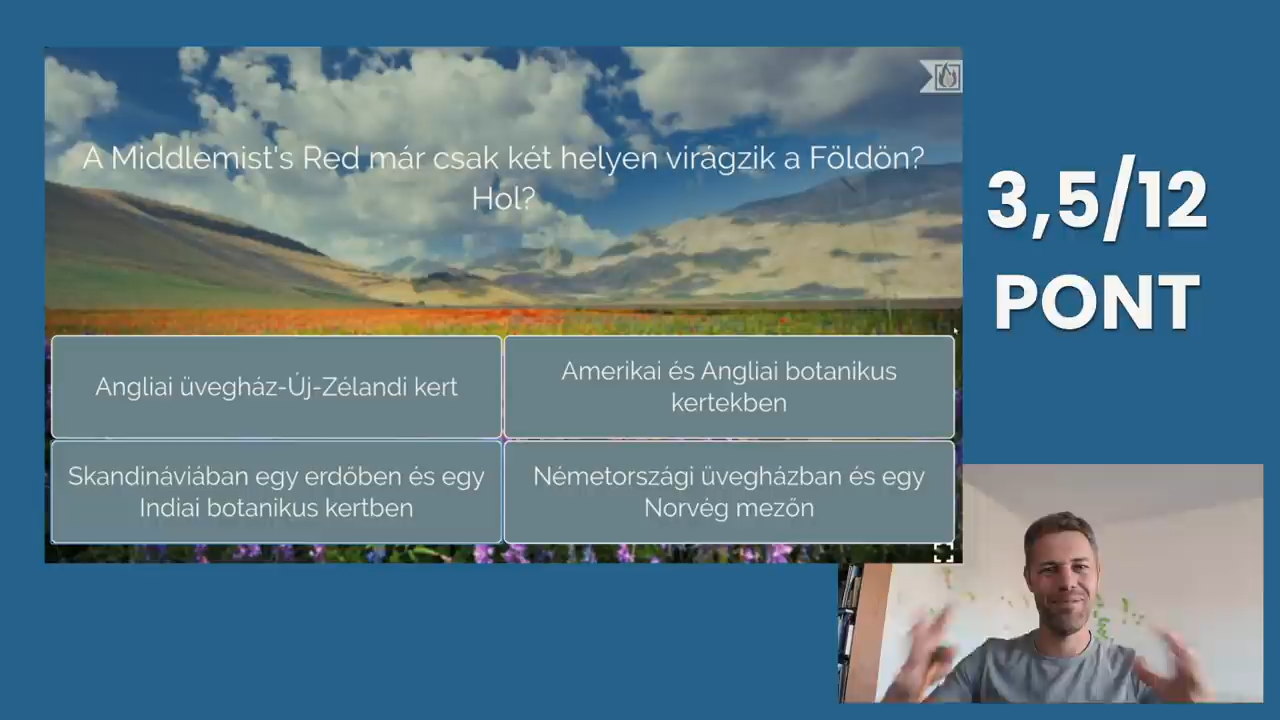 A Middlemist's Red már csak két helyen virágzik a Földön?
Hol?
3,5/12
PONT
Angliai üvegház-Új-Zélandi kert
Amerikai és Angliai botanikus
kertekben
Skandináviában egy erdőben és egy
Indiai botanikus kertben
Németországi üvegházban és egy
Norvég mezőn